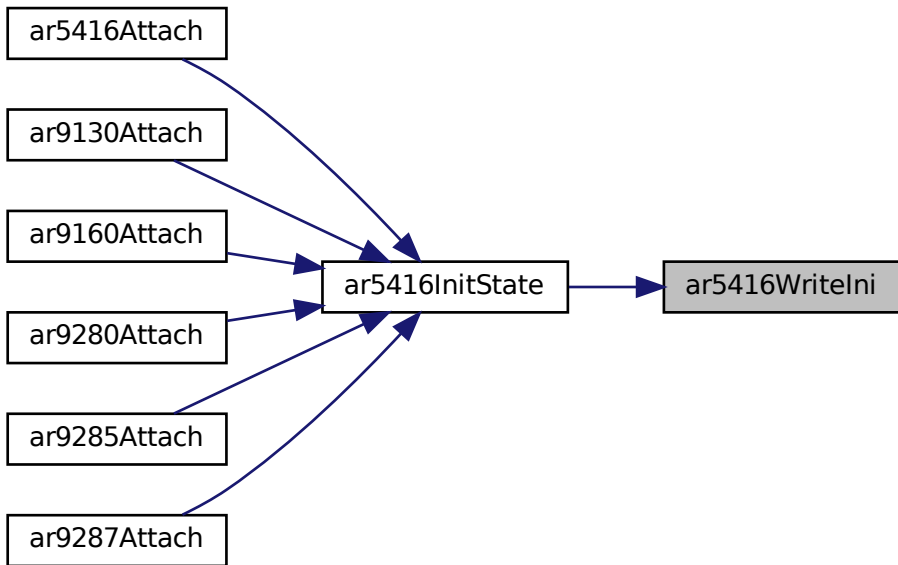 ar5416Attach
ar9130Attach
ar9160Attach
ar9280Attach
ar9285Attach
ar9287Attach
ar5416InitState
ar5416WriteIni